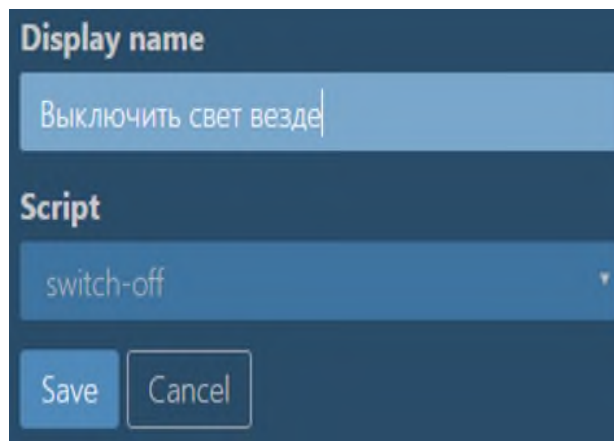 Display name
Выключить свет везде
Script
switch-off
Save Cancel